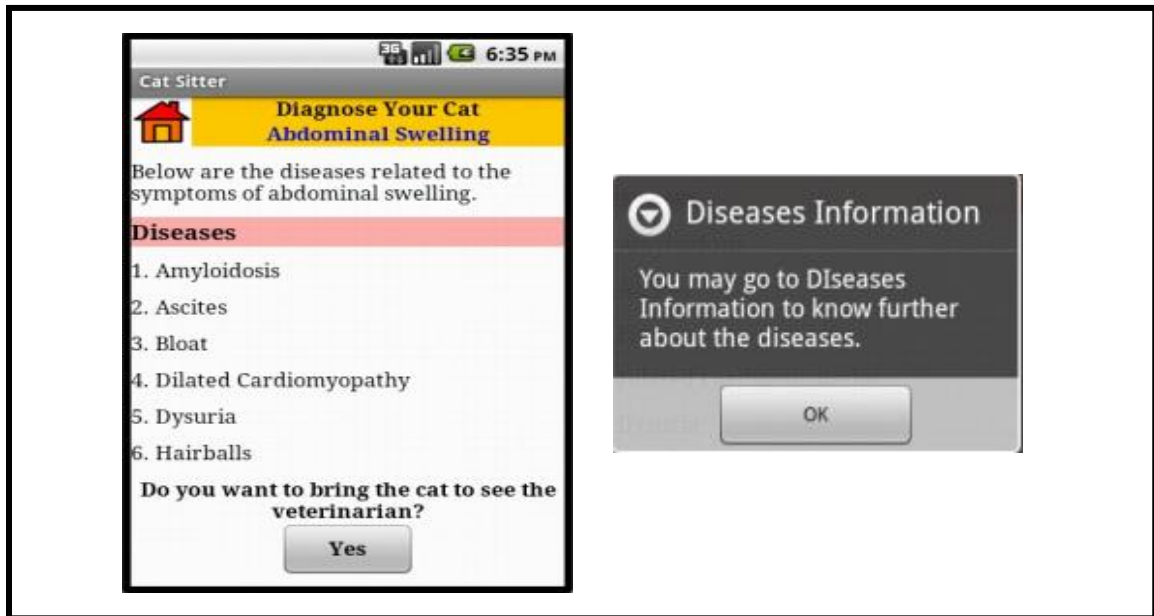 3G
6:35 PM
Cat Sitter
Diagnose Your Cat
Abdominal Swelling
Below are the diseases related to the
symptoms of abdominal swelling.
Diseases
1. Amyloidosis
2. Ascites
3. Bloat
4. Dilated Cardiomyopathy
5. Dysuria
6. Hairballs
Do you want to bring the cat to see the
veterinarian?
Yes
Diseases Information
You may go to DIseases
Information to know further
about the diseases.
OK